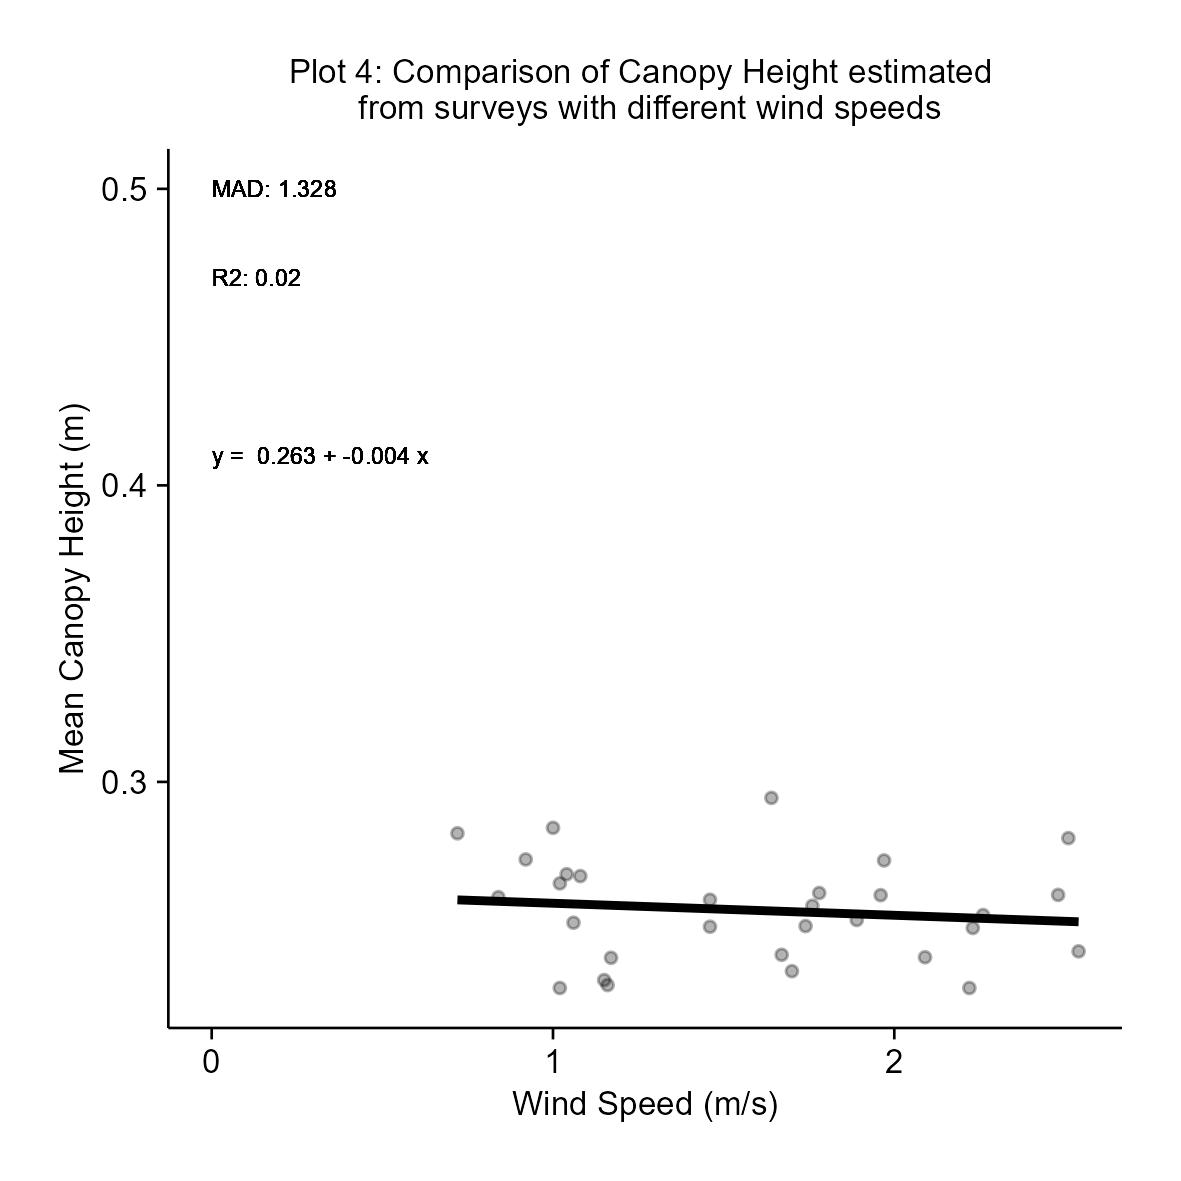 Plot 4: Comparison of Canopy Height estimated
from surveys with different wind speeds
0.5
MAD: 1.328
R2: 0.02
y =  0.263 + -0.004 x
0.4
Mean Canopy Height (m)
0.3
0
1
2
Wind Speed (m/s)